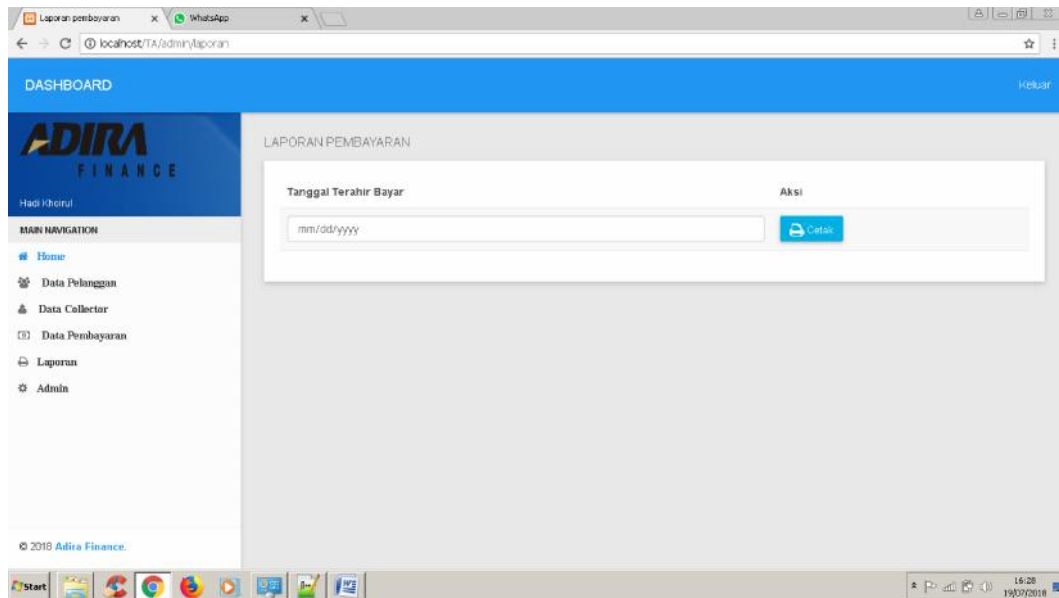 Laporan pembayaran
WhatsApp
localhost/TA/admin/laporan
DASHBOARD
Keluar
ADIRA
FINANCE
Hadi Khoirul
MAIN NAVIGATION
Home
Data Pelanggan
Data Collector
Data Pembayaran
Laporan
Admin
© 2018 Adira Finance.
LAPORAN PEMBAYARAN
Tanggal Terahir Bayar
Aksi
mm/dd/yyyy
Cetak
Start
16:28
19/07/2018